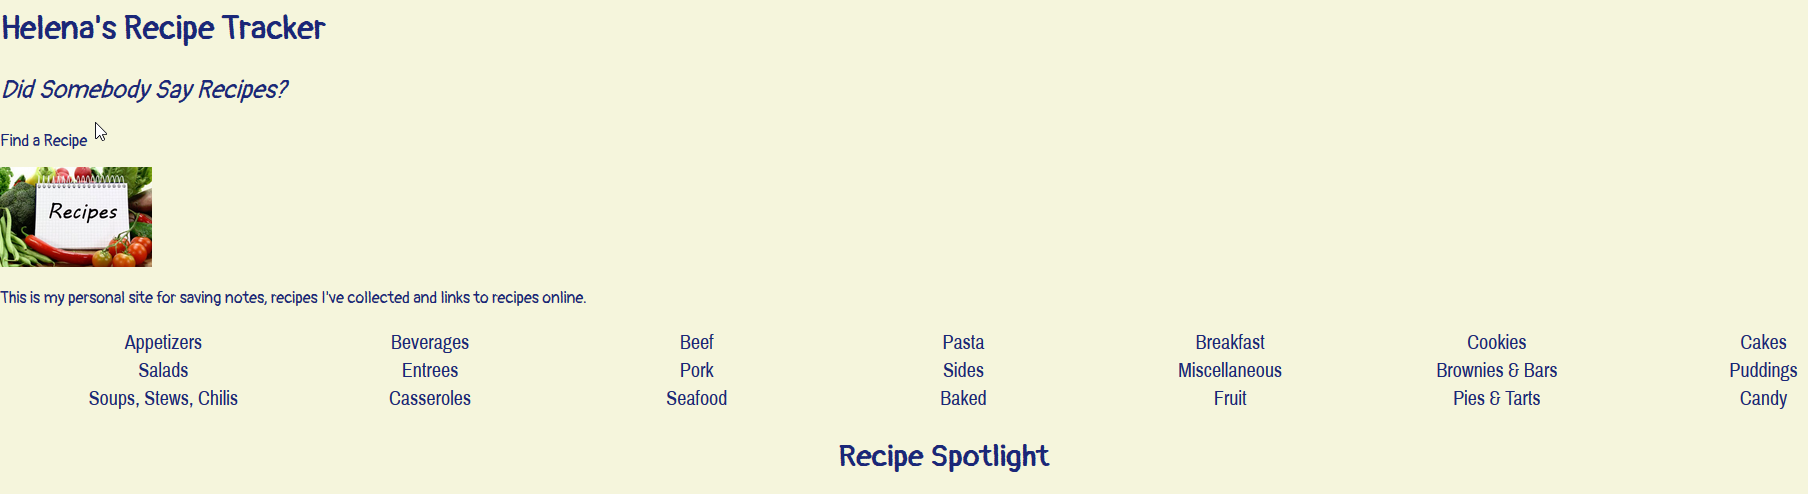 Helena's Recipe Tracker
Did Somebody Say Recipes?
Find a Recipe
Recipes
This is my personal site for saving notes, recipes I've collected and links to recipes online.
Appetizers Beverages Beef Pasta Breakfast Cookies Cakes
Salads Entrees Pork Sides Miscellaneous Brownies & Bars Puddings
Soups, Stews, Chilis Casseroles Seafood Baked Fruit Pies & Tarts Candy
Recipe Spotlight